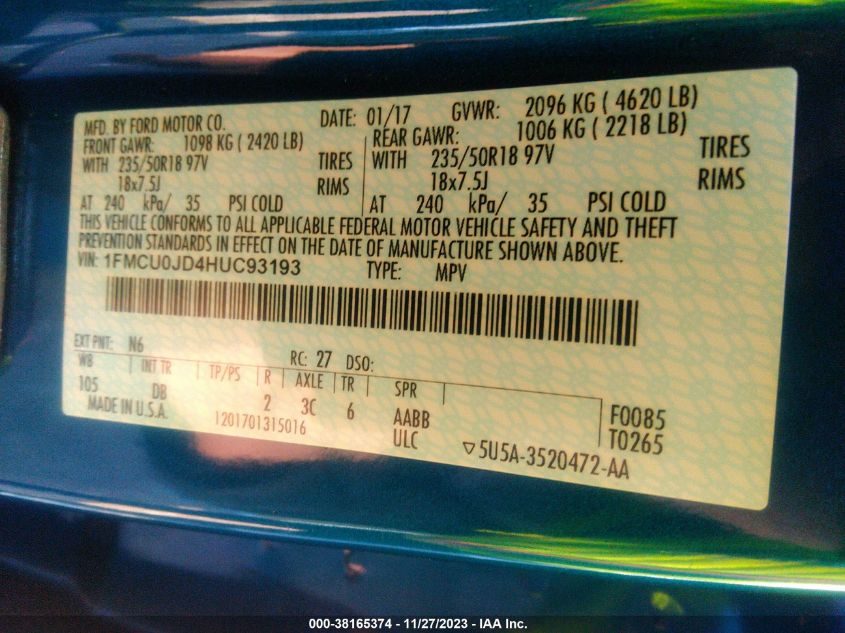 MFD. BY FORD MOTOR CO. DATE: 01/17 GVWR: 2096 KG ( 4620 LB)
FRONT GAWR: 1098 KG ( 2420 LB) REAR GAWR: 1006 KG ( 2218 LB)
WITH 235/50R18 97V TIRES WITH 235/50R18 97V TIRES
18x7.5J RIMS 18x7.5J RIMS
AT 240 kPa/ 35 PSI COLD AT 240 kPa/ 35 PSI COLD
THIS VEHICLE CONFORMS TO ALL APPLICABLE FEDERAL MOTOR VEHICLE SAFETY AND THEFT
PREVENTION STANDARDS IN EFFECT ON THE DATE OF MANUFACTURE SHOWN ABOVE.
VIN: 1FMCU0JD4HUC93193 TYPE: MPV
EXT PNT: N6 RC: 27 DSO:
WB INT TR TP/PS R AXLE TR SPR
105 DB 2 3C 6 AABB F0085
MADE IN U.S.A. 1201701315016 ULC T0265
▽5U5A-3520472-AA
000-38165374 - 11/27/2023 - IAA Inc.